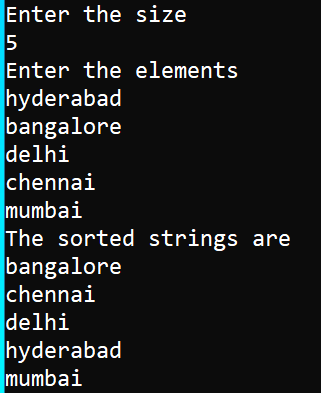 Enter the size
5
Enter the elements
hyderabad
bangalore
delhi
chennai
mumbai
The sorted strings are
bangalore
chennai
delhi
hyderabad
mumbai